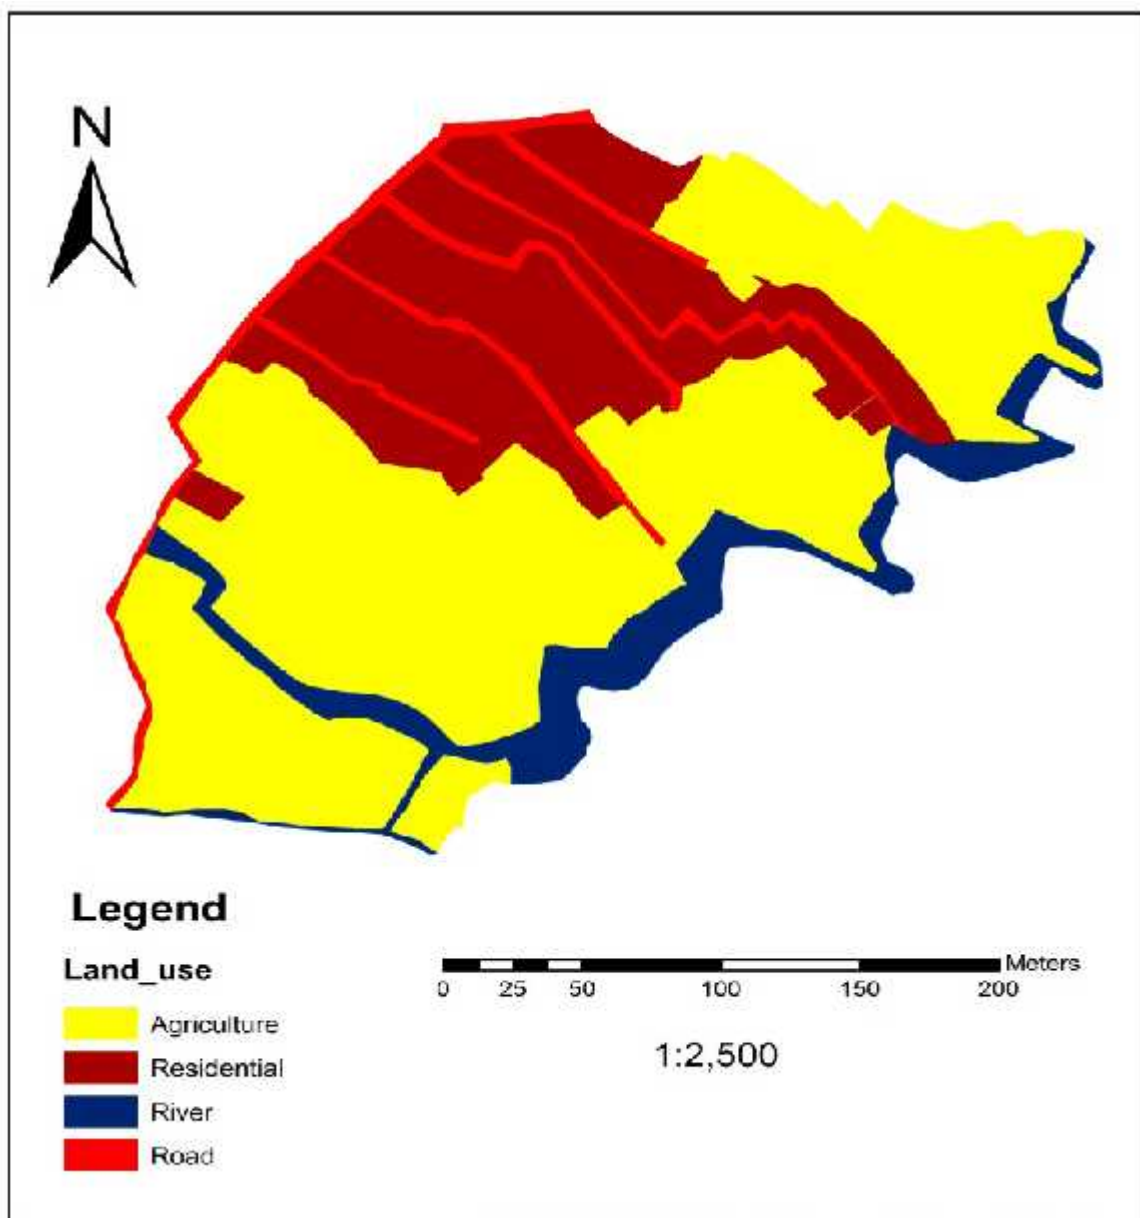 N
Legend
Land_use
Agriculture
Residential
River
Road
Meters
0 25 50 100 150 200
1:2,500